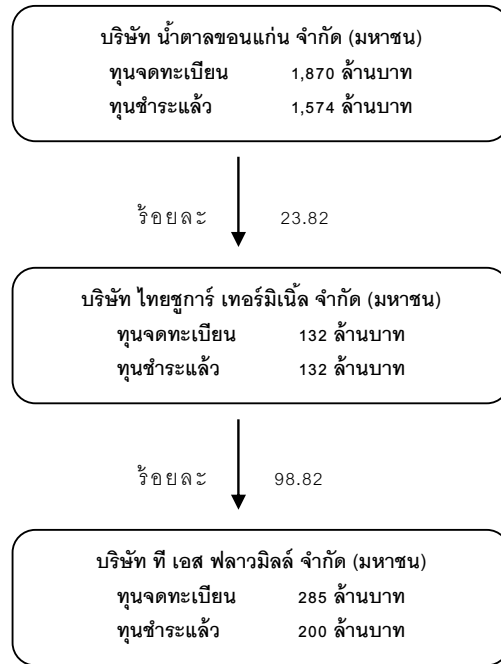 บริษัท น้ำตาลขอนแก่น จำกัด (มหาชน)
ทุนจดทะเบียน 1,870 ล้านบาท
ทุนชำระแล้ว 1,574 ล้านบาท
ร้อยละ 23.82
บริษัท ไทยชูการ์ เทอร์มิเนิ้ล จำกัด (มหาชน)
ทุนจดทะเบียน 132 ล้านบาท
ทุนชำระแล้ว 132 ล้านบาท
ร้อยละ 98.82
บริษัท ที เอส ฟลาวมิลล์ จำกัด (มหาชน)
ทุนจดทะเบียน 285 ล้านบาท
ทุนชำระแล้ว 200 ล้านบาท